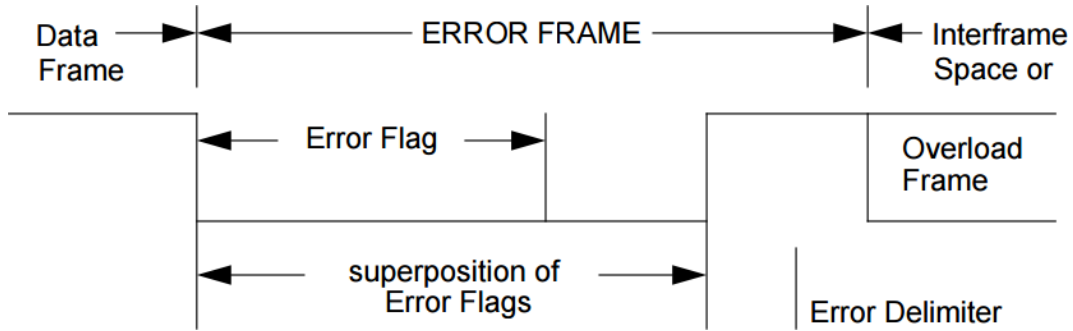 Data
Frame
ERROR FRAME
Interframe
Space or
Error Flag
Overload
Frame
superposition of
Error Flags
Error Delimiter